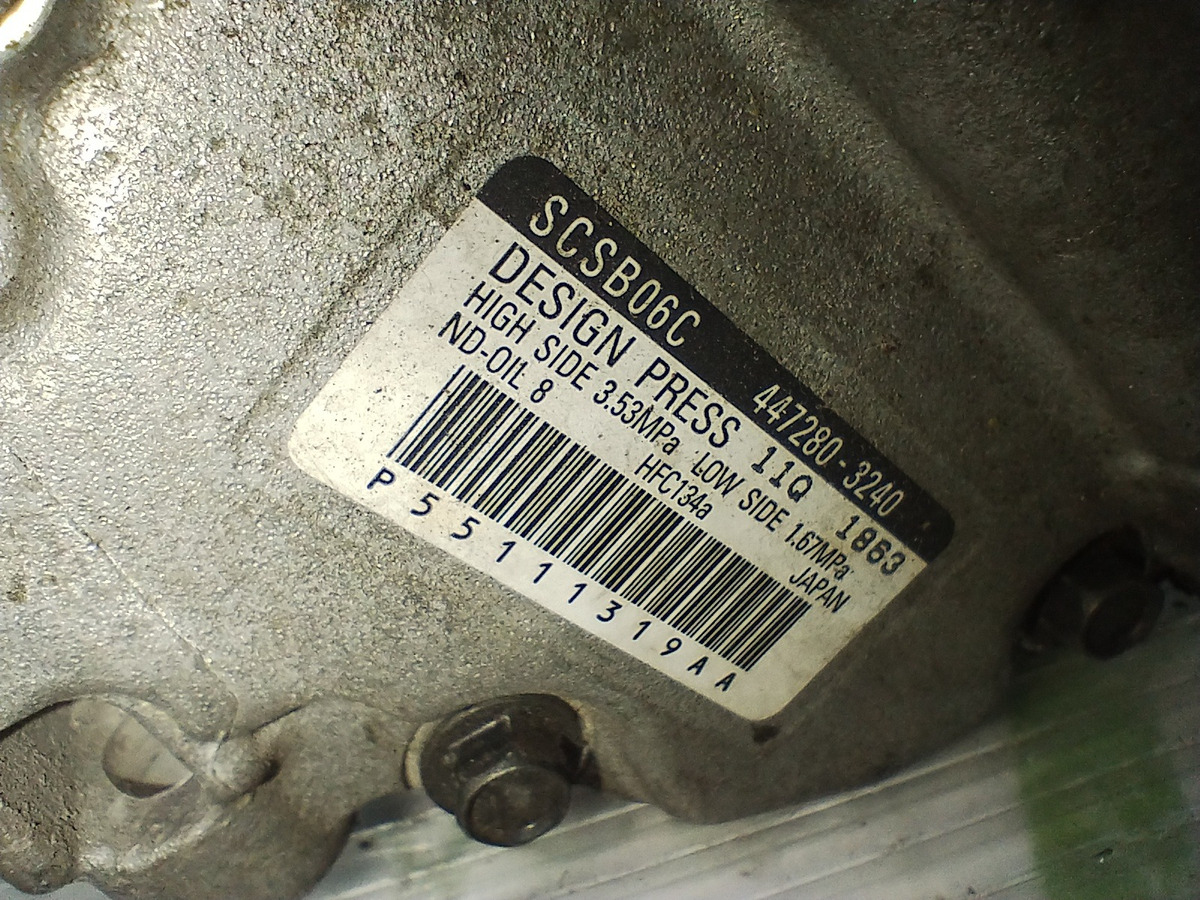 SCSB06C 447280-3240
DESIGN PRESS 11Q 1863
HIGH SIDE 3.53MPa LOW SIDE 1.67MPa
ND-OIL 8 HFC134a JAPAN
P55111319AA